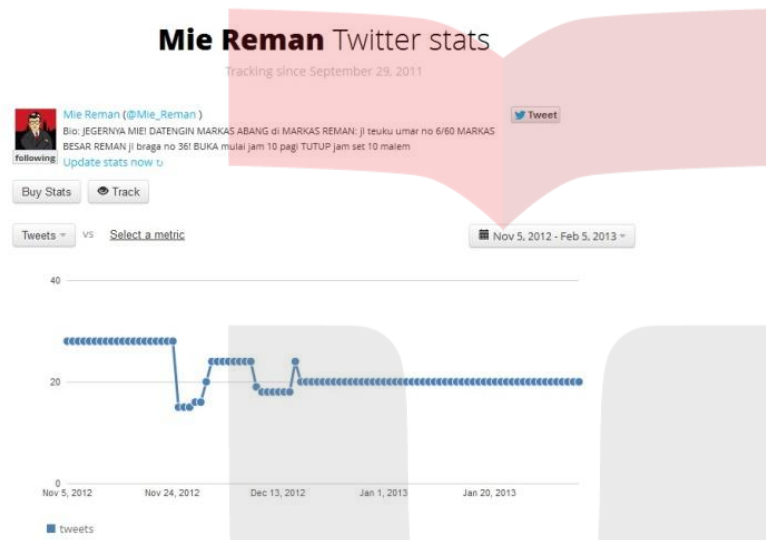 Mie Reman Twitter stats
Tracking since September 29, 2011
Mie Reman (@Mie_Reman )
Tweet
Bio: JEGERNYA MIE! DATENGIN MARKAS ABANG di MARKAS REMAN: jl teuku umar no 6/60 MARKAS
BESAR REMAN jl braga no 36! BUKA mulai jam 10 pagi TUTUP jam set 10 malem
following
Update stats now ↻
Buy Stats
Track
Tweets
VS
Select a metric
Nov 5, 2012 - Feb 5, 2013
40
20
0
Nov 5, 2012
Nov 24, 2012
Dec 13, 2012
Jan 1, 2013
Jan 20, 2013
tweets